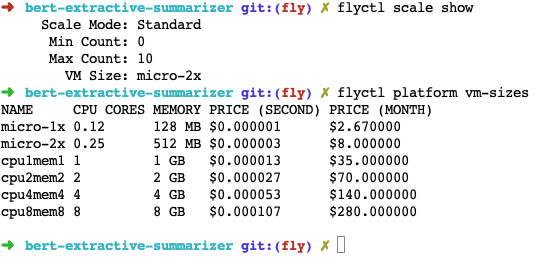 ➜ bert-extractive-summarizer git:(fly) ✗ flyctl scale show
Scale Mode: Standard
Min Count: 0
Max Count: 10
VM Size: micro-2x
➜ bert-extractive-summarizer git:(fly) ✗ flyctl platform vm-sizes
NAME CPU CORES MEMORY PRICE (SECOND) PRICE (MONTH)
micro-1x 0.12 128 MB $0.000001 $2.670000
micro-2x 0.25 512 MB $0.000003 $8.000000
cpu1mem1 1 1 GB $0.000013 $35.000000
cpu2mem2 2 2 GB $0.000027 $70.000000
cpu4mem4 4 4 GB $0.000053 $140.000000
cpu8mem8 8 8 GB $0.000107 $280.000000
➜ bert-extractive-summarizer git:(fly) ✗